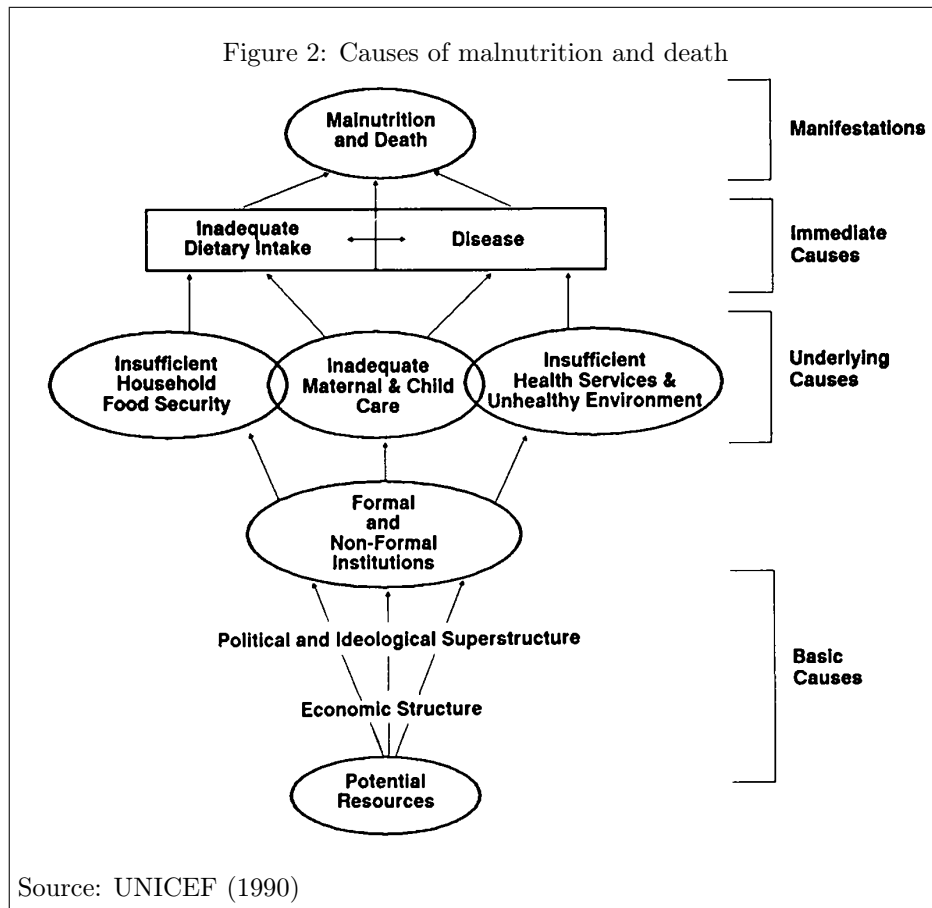 Figure 2: Causes of malnutrition and death
Malnutrition
and Death
Manifestations
Inadequate
Dietary Intake
Disease
Immediate
Causes
Insufficient
Household
Food Security
Inadequate
Maternal & Child
Care
Insufficient
Health Services &
Unhealthy Environment
Underlying
Causes
Formal
and
Non-Formal
Institutions
Political and Ideological Superstructure
Economic Structure
Basic
Causes
Potential
Resources
Source: UNICEF (1990)